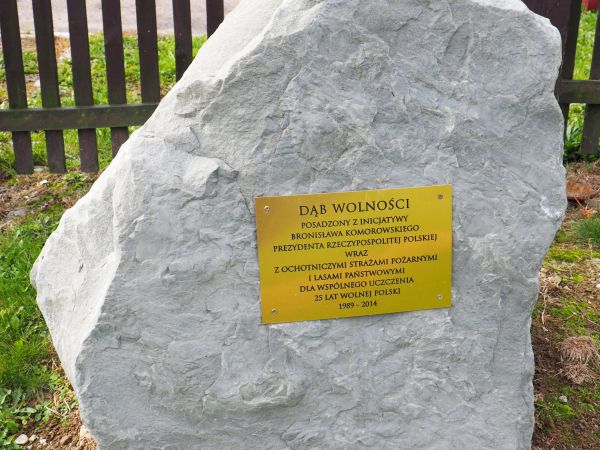 DĄB WOLNOŚCI
POSADZONY Z INICJATYWY
BRONISŁAWA KOMOROWSKIEGO
PREZYDENTA RZECZYPOSPOLITEJ POLSKIEJ
WRAZ
Z OCHOTNICZYMI STRAŻAMI POŻARNYMI
I LASAMI PAŃSTWOWYMI
DLA WSPÓLNEGO UCZCZENIA
25 LAT WOLNEJ POLSKI
1989 - 2014